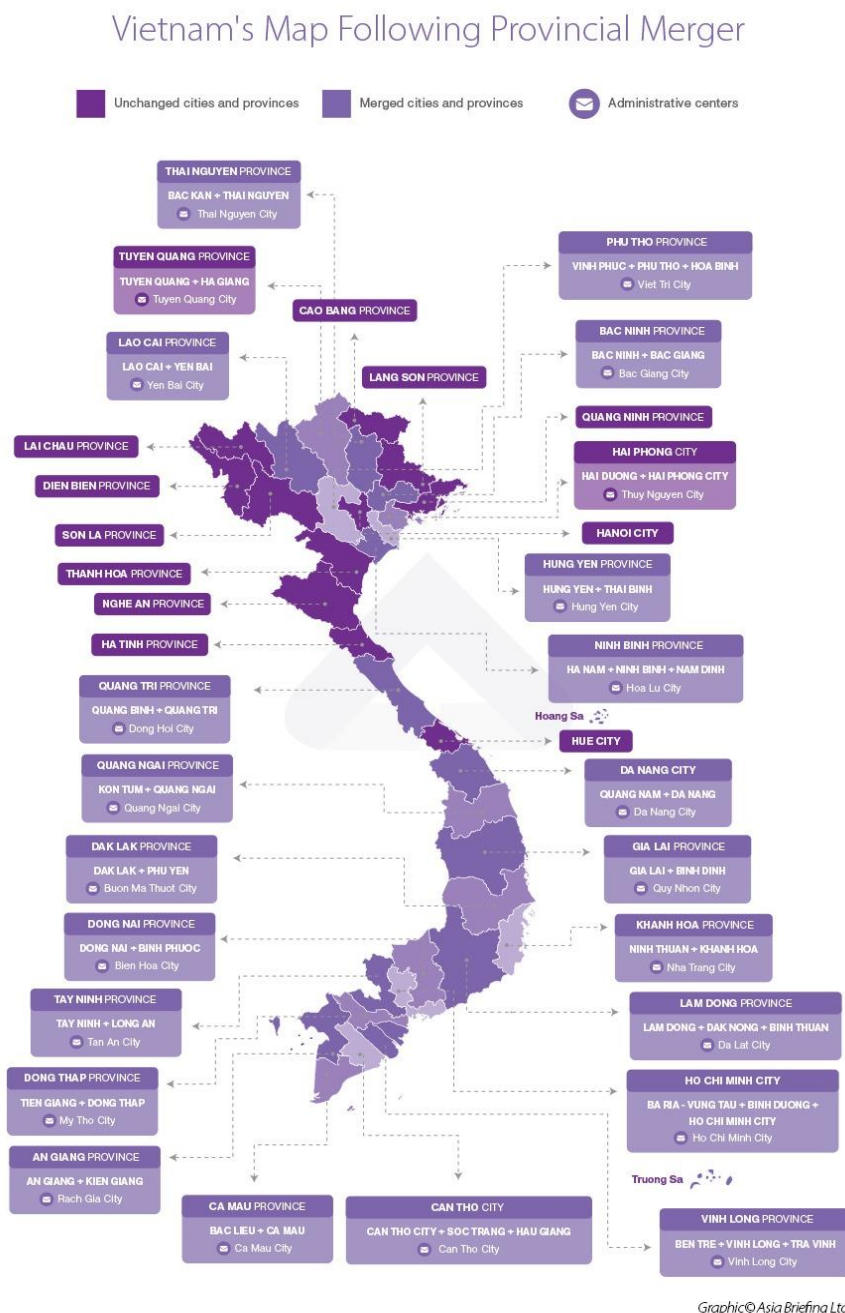 Vietnam's Map Following Provincial Merger
Unchanged cities and provinces
Merged cities and provinces
Administrative centers
THAI NGUYEN PROVINCE
BAC KAN + THAI NGUYEN
Thai Nguyen City
TUYEN QUANG PROVINCE
TUYEN QUANG + HA GIANG
Tuyen Quang City
CAO BANG PROVINCE
LAO CAI PROVINCE
LAO CAI + YEN BAI
Yen Bai City
LANG SON PROVINCE
PHU THO PROVINCE
VINH PHUC + PHU THO + HOA BINH
Viet Tri City
BAC NINH PROVINCE
BAC NINH + BAC GIANG
Bac Giang City
QUANG NINH PROVINCE
LAI CHAU PROVINCE
HAI PHONG CITY
HAI DUONG + HAI PHONG CITY
Thuy Nguyen City
DIEN BIEN PROVINCE
SON LA PROVINCE
HANOI CITY
THANH HOA PROVINCE
HUNG YEN PROVINCE
HUNG YEN + THAI BINH
Hung Yen City
NGHE AN PROVINCE
HA TINH PROVINCE
NINH BINH PROVINCE
HA NAM + NINH BINH + NAM DINH
Hoa Lu City
QUANG TRI PROVINCE
QUANG BINH + QUANG TRI
Dong Hoi City
Hoang Sa
HUE CITY
QUANG NGAI PROVINCE
KON TUM + QUANG NGAI
Quang Ngai City
DA NANG CITY
QUANG NAM + DA NANG
Da Nang City
DAK LAK PROVINCE
DAK LAK + PHU YEN
Buon Ma Thuot City
GIA LAI PROVINCE
GIA LAI + BINH DINH
Quy Nhon City
DONG NAI PROVINCE
DONG NAI + BINH PHUOC
Bien Hoa City
KHANH HOA PROVINCE
NINH THUAN + KHANH HOA
Nha Trang City
TAY NINH PROVINCE
TAY NINH + LONG AN
Tan An City
LAM DONG PROVINCE
LAM DONG + DAK NONG + BINH THUAN
Da Lat City
DONG THAP PROVINCE
TIEN GIANG + DONG THAP
My Tho City
HO CHI MINH CITY
BA RIA - VUNG TAU + BINH DUONG +
HO CHI MINH CITY
Ho Chi Minh City
AN GIANG PROVINCE
AN GIANG + KIEN GIANG
Rach Gia City
Truong Sa
CA MAU PROVINCE
BAC LIEU + CA MAU
Ca Mau City
CAN THO CITY
CAN THO CITY + SOC TRANG + HAU GIANG
Can Tho City
VINH LONG PROVINCE
BEN TRE + VINH LONG + TRA VINH
Vinh Long City
Graphic© Asia Briefing Ltd